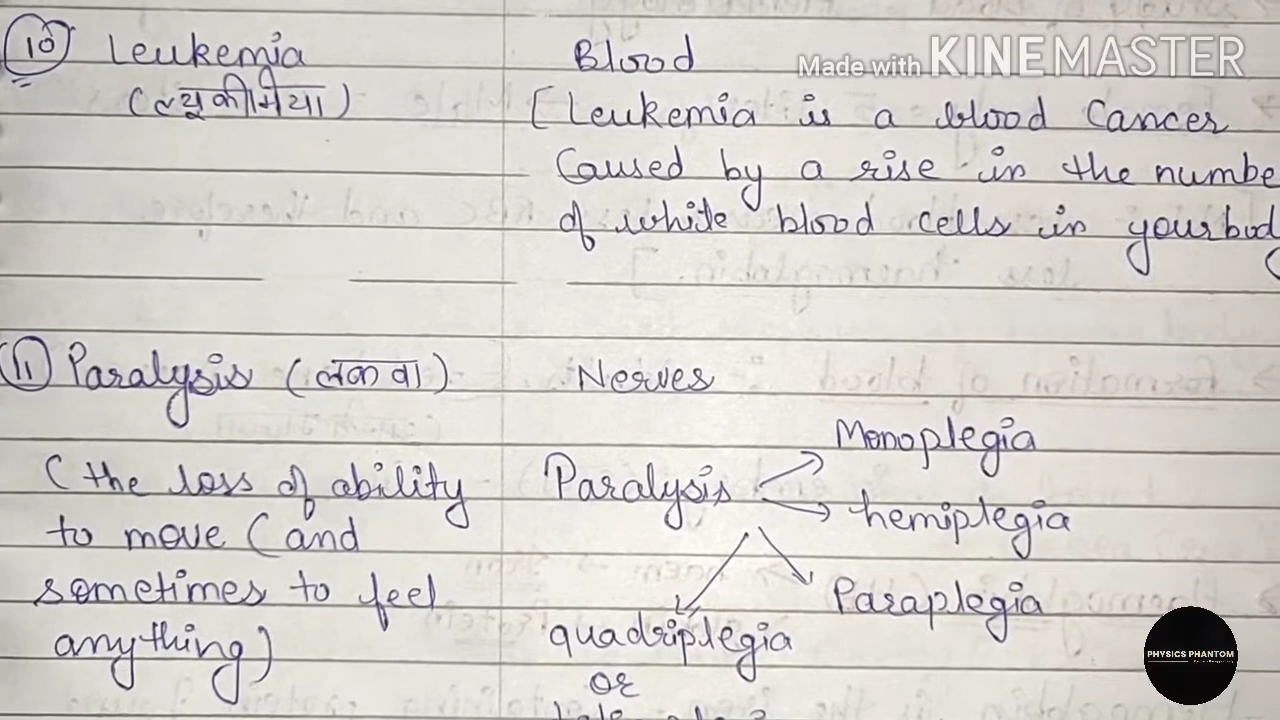 10 Leukemia Blood
Made with KINEMASTER
(ल्यूकीमिया) [Leukemia is a blood Cancer
Caused by a rise in the numbe
of white blood cells in your body
11 Paralysis (लकवा) Nerves
Monoplegia
(the loss of ability Paralysis
hemiplegia
to move (and
sometimes to feel Paraplegia
anything) quadriplegia
or
PHYSICS PHANTOM